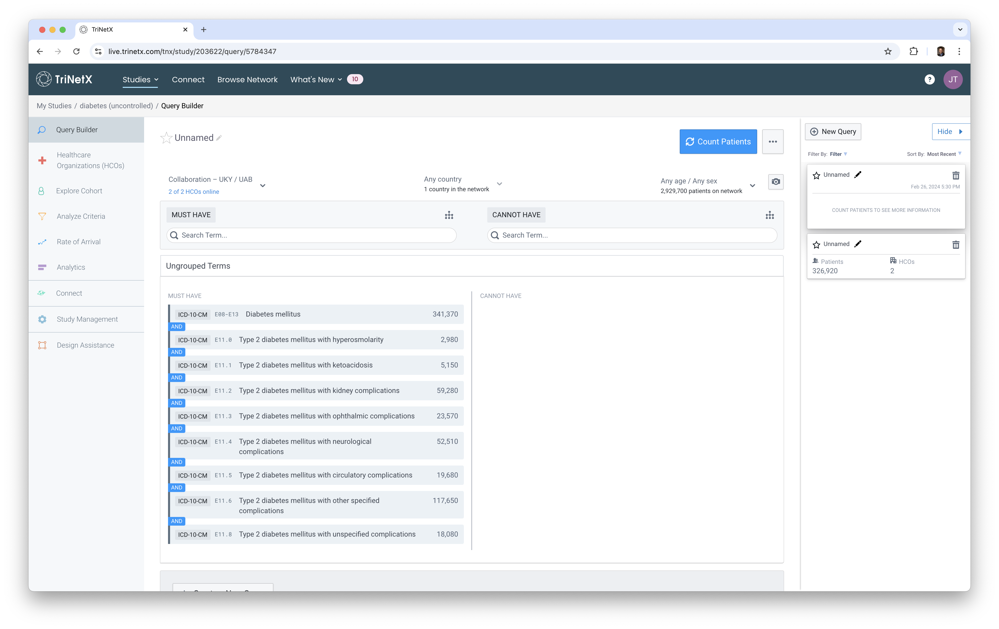 TriNetX
live.trinetx.com/tnx/study/203622/query/5784347
TriNetX
Studies
Connect
Browse Network
What's New
10
?
JT
My Studies / diabetes (uncontrolled) / Query Builder
Query Builder
Healthcare
Organizations (HCOs)
Explore Cohort
Analyze Criteria
Rate of Arrival
Analytics
Connect
Study Management
Design Assistance
Unnamed
Count Patients
Collaboration – UKY / UAB
2 of 2 HCOs online
Any country
1 country in the network
Any age / Any sex
2,929,700 patients on network
MUST HAVE
Search Term...
CANNOT HAVE
Search Term...
Ungrouped Terms
MUST HAVE
ICD-10-CM E08-E13 Diabetes mellitus 341,370
AND
ICD-10-CM E11.0 Type 2 diabetes mellitus with hyperosmolarity 2,980
AND
ICD-10-CM E11.1 Type 2 diabetes mellitus with ketoacidosis 5,150
AND
ICD-10-CM E11.2 Type 2 diabetes mellitus with kidney complications 59,280
AND
ICD-10-CM E11.3 Type 2 diabetes mellitus with ophthalmic complications 23,570
AND
ICD-10-CM E11.4 Type 2 diabetes mellitus with neurological 52,510
complications
AND
ICD-10-CM E11.5 Type 2 diabetes mellitus with circulatory complications 19,680
AND
ICD-10-CM E11.6 Type 2 diabetes mellitus with other specified 117,650
complications
AND
ICD-10-CM E11.8 Type 2 diabetes mellitus with unspecified complications 18,080
CANNOT HAVE
New Query
Hide
Filter By: Filter
Sort By: Most Recent
Unnamed
Feb 26, 2024 5:30 PM
COUNT PATIENTS TO SEE MORE INFORMATION
Unnamed
Patients
326,920
HCOs
2